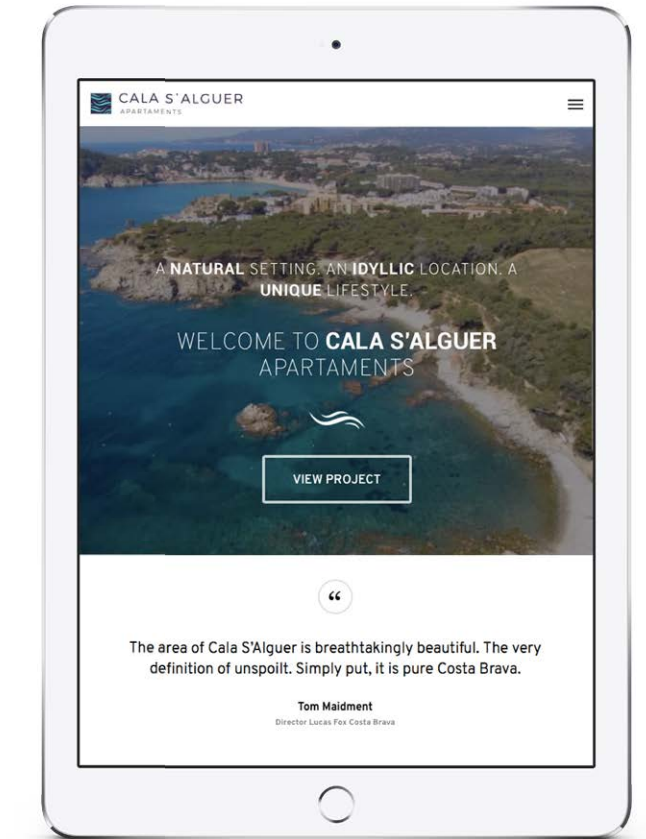 CALA S'ALGUER
APARTAMENTS
A NATURAL SETTING. AN IDYLLIC LOCATION. A
UNIQUE LIFESTYLE.
WELCOME TO CALA S'ALGUER
APARTAMENTS
VIEW PROJECT
“
The area of Cala S'Alguer is breathtakingly beautiful. The very
definition of unspoilt. Simply put, it is pure Costa Brava.
Tom Maidment
Director Lucas Fox Costa Brava